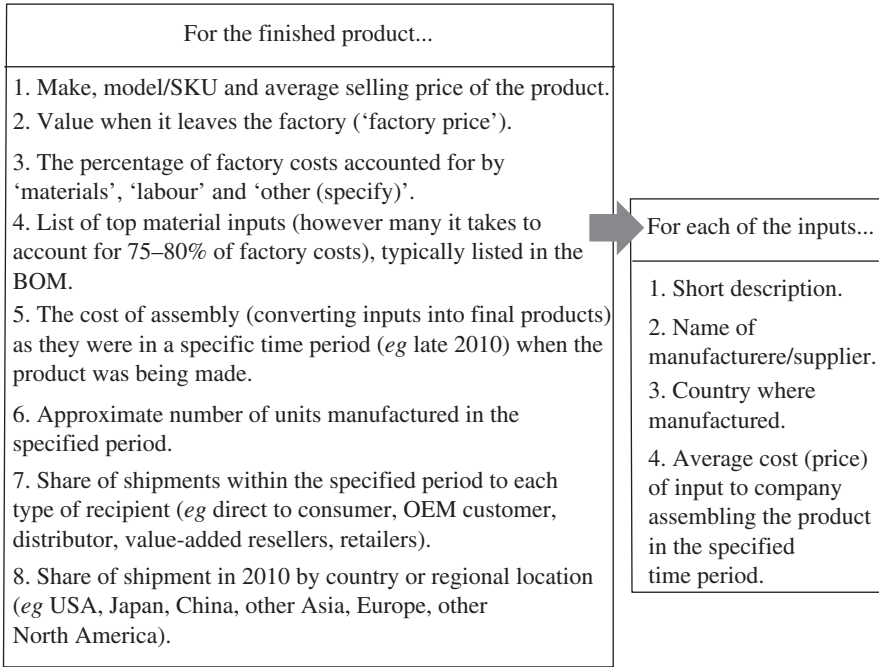 For the finished product...
1. Make, model/SKU and average selling price of the product.
2. Value when it leaves the factory (‘factory price’).
3. The percentage of factory costs accounted for by
‘materials’, ‘labour’ and ‘other (specify)’.
4. List of top material inputs (however many it takes to
account for 75–80% of factory costs), typically listed in the
BOM.
5. The cost of assembly (converting inputs into final products)
as they were in a specific time period (eg late 2010) when the
product was being made.
6. Approximate number of units manufactured in the
specified period.
7. Share of shipments within the specified period to each
type of recipient (eg direct to consumer, OEM customer,
distributor, value-added resellers, retailers).
8. Share of shipment in 2010 by country or regional location
(eg USA, Japan, China, other Asia, Europe, other
North America).
For each of the inputs...
1. Short description.
2. Name of
manufacturere/supplier.
3. Country where
manufactured.
4. Average cost (price)
of input to company
assembling the product
in the specified
time period.